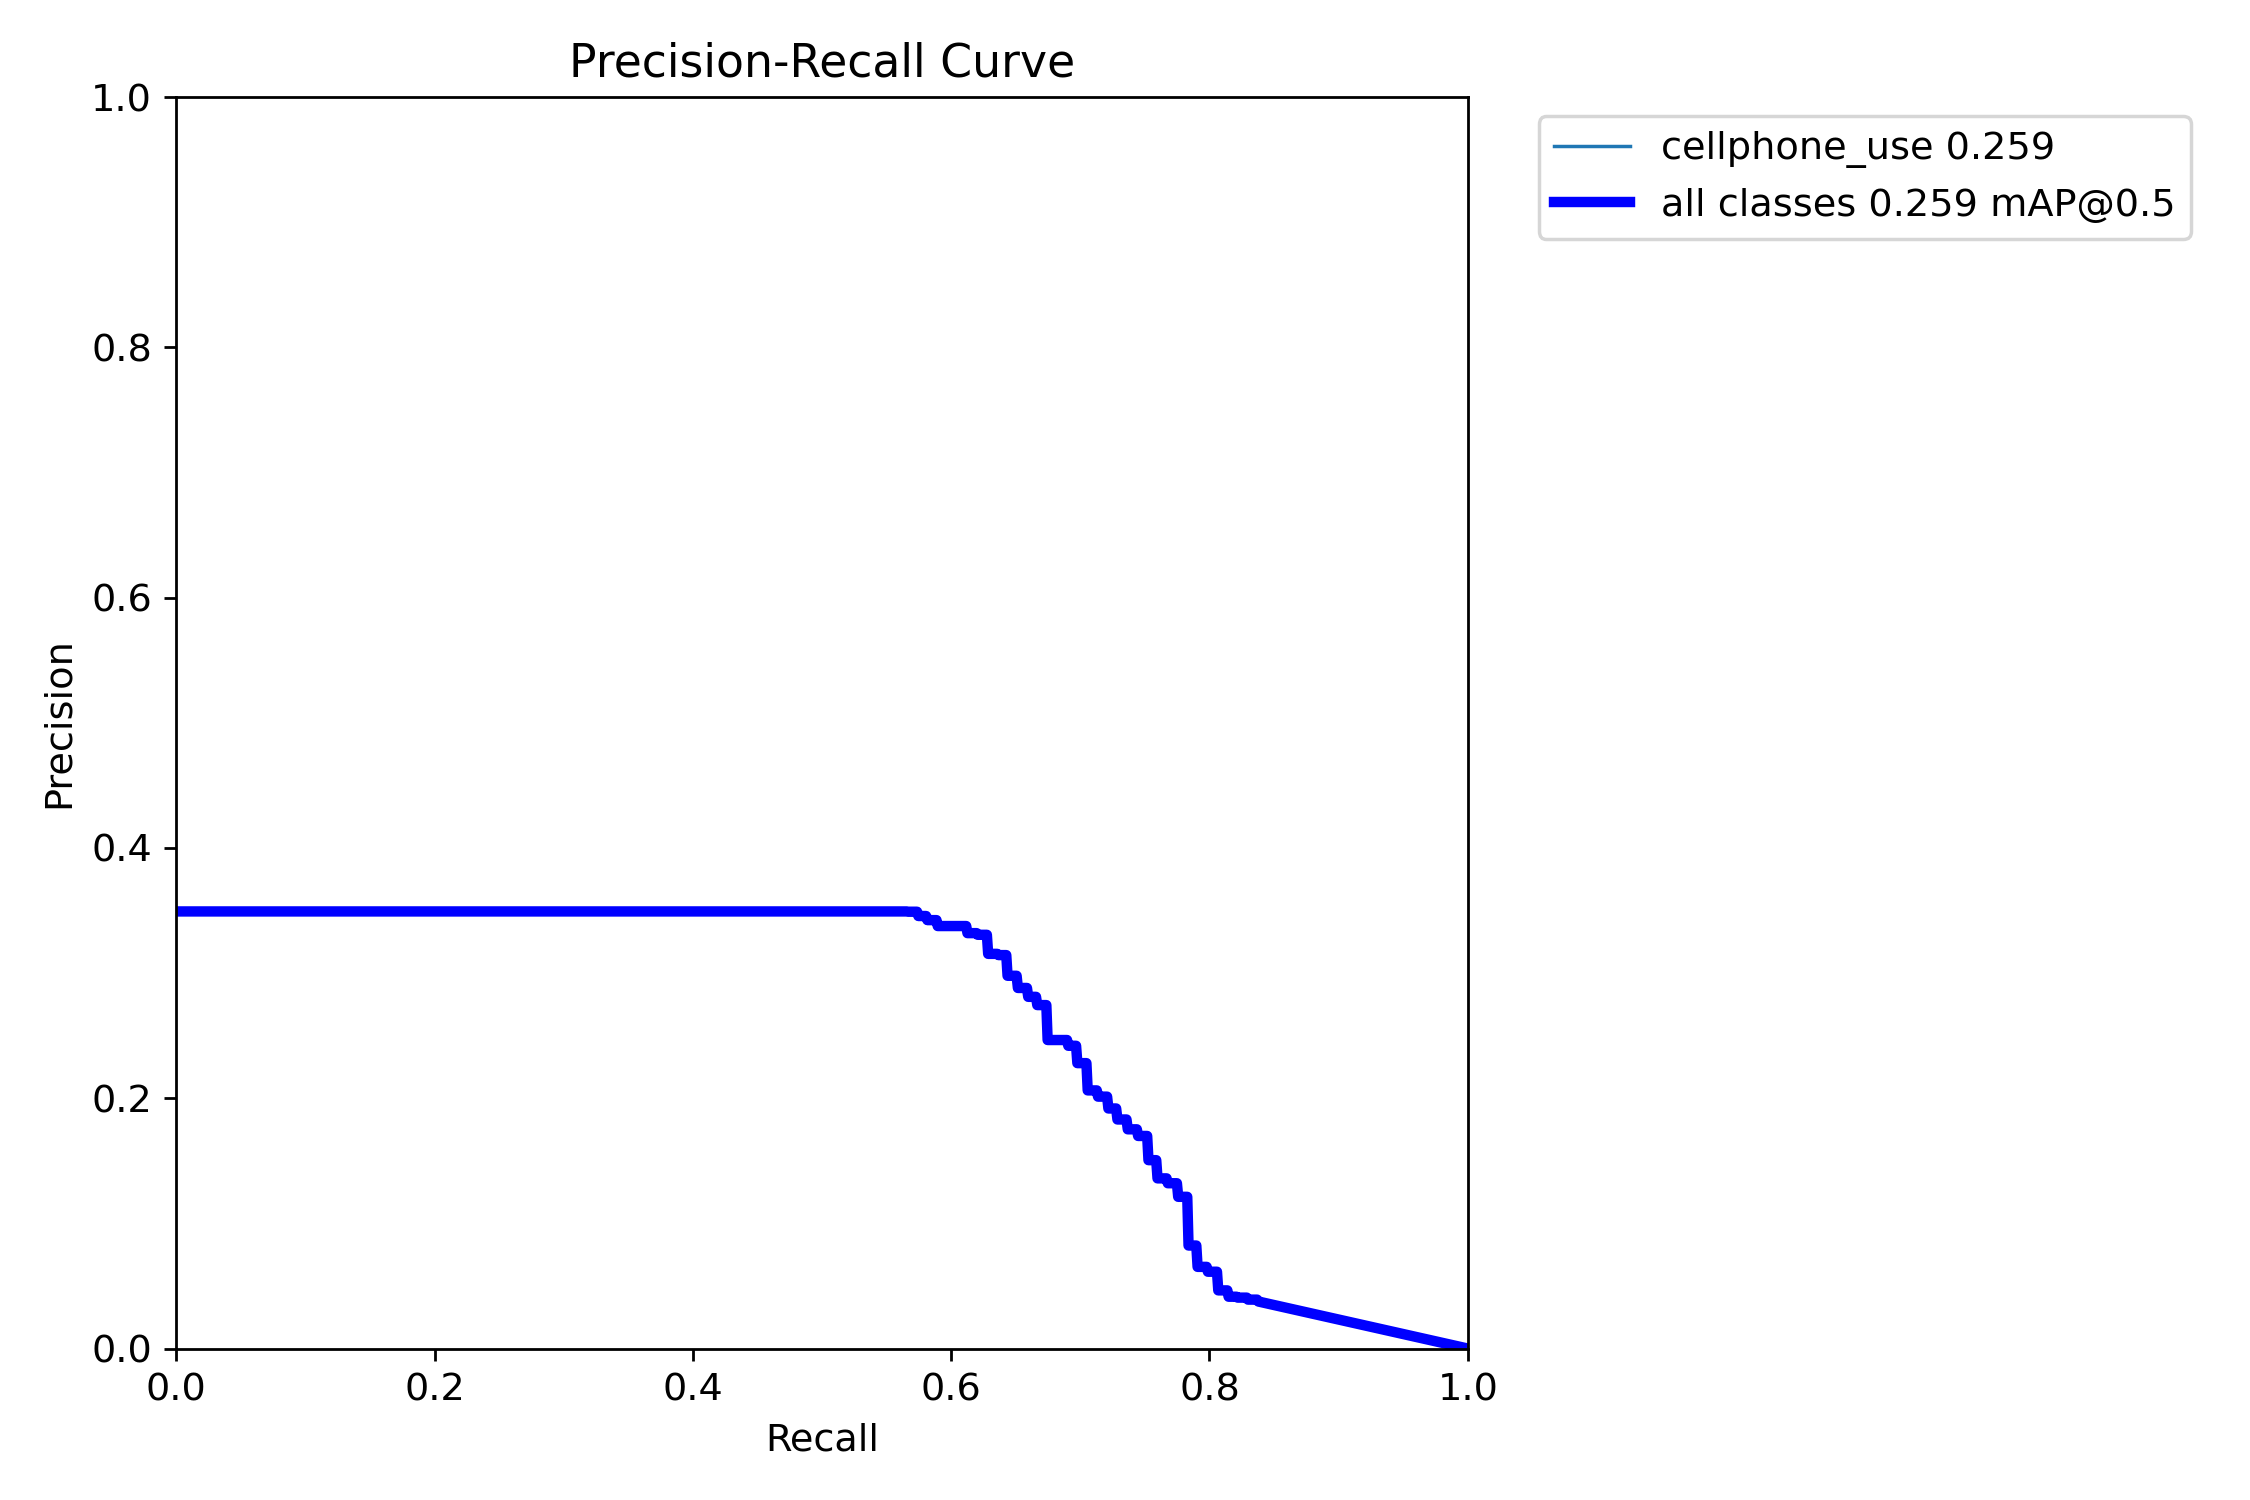 Precision-Recall Curve
1.0
0.8
0.6
0.4
0.2
0.0
Precision
0.0 0.2 0.4 0.6 0.8 1.0
Recall
cellphone_use 0.259
all classes 0.259 mAP@0.5